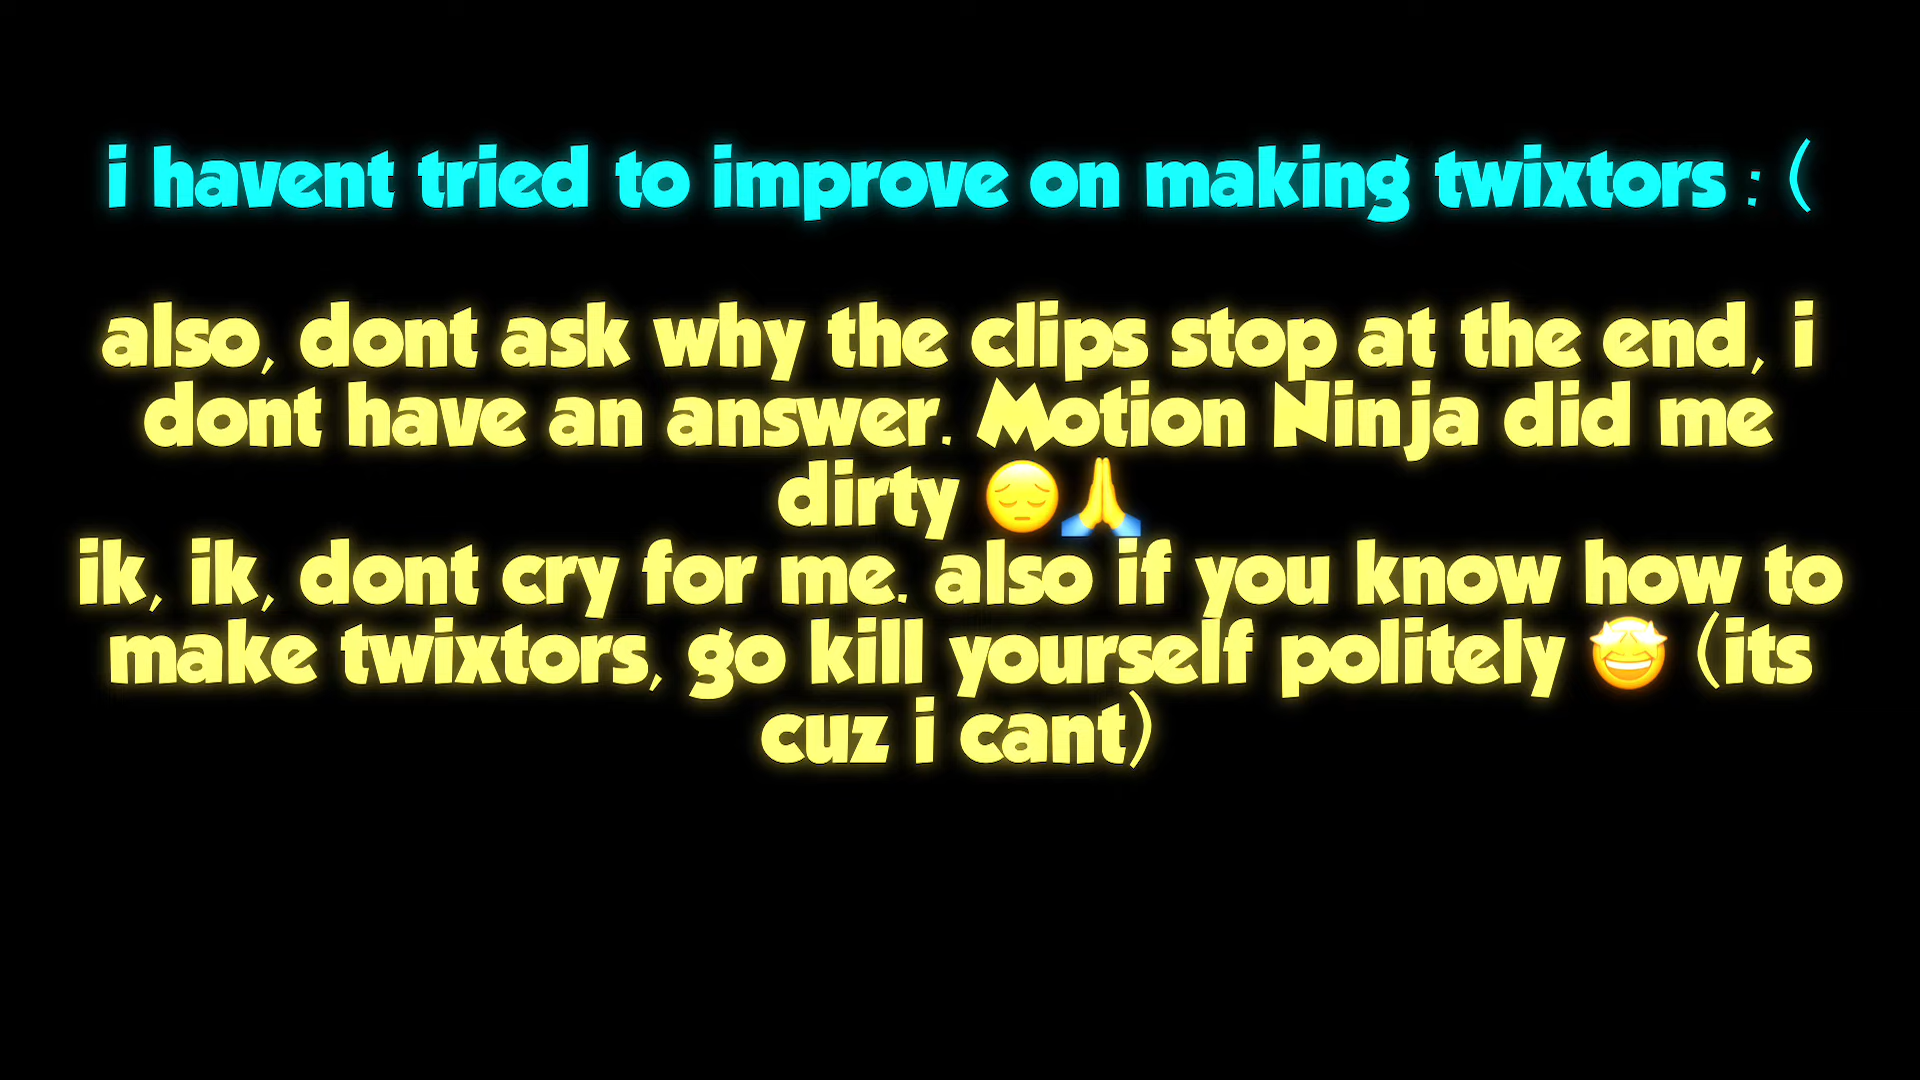 i havent tried to improve on making twixtors : (
also, dont ask why the clips stop at the end, i
dont have an answer. Motion Ninja did me
dirty 😔🙏
ik, ik, dont cry for me. also if you know how to
make twixtors, go kill yourself politely 🤩 (its
cuz i cant)